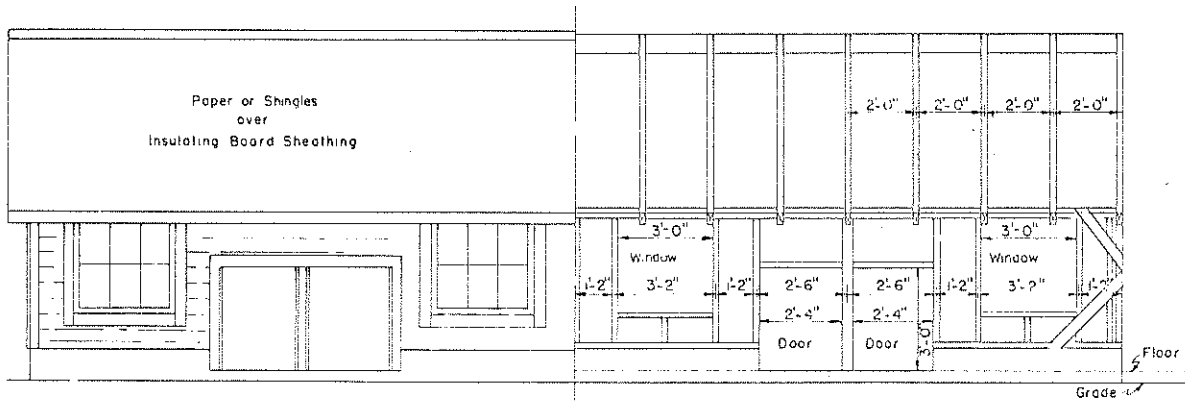 Paper or Shingles
over
Insulating Board Sheathing
2'-0" 2'-0" 2'-0" 2'-0"
3'-0" 3'-0"
Window Window
1'-2" 3'-2" 1'-2" 2'-6" 2'-6" 1'-2" 3'-2" 1'-2"
2'-4" 2'-4"
3'-0"
Door Door
Floor
Grade